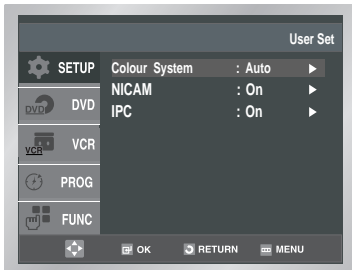 User Set
SETUP
Colour System : Auto ►
NICAM : On ►
IPC : On ►
DVD DVD
VCR VCR
PROG
FUNC
OK RETURN MENU